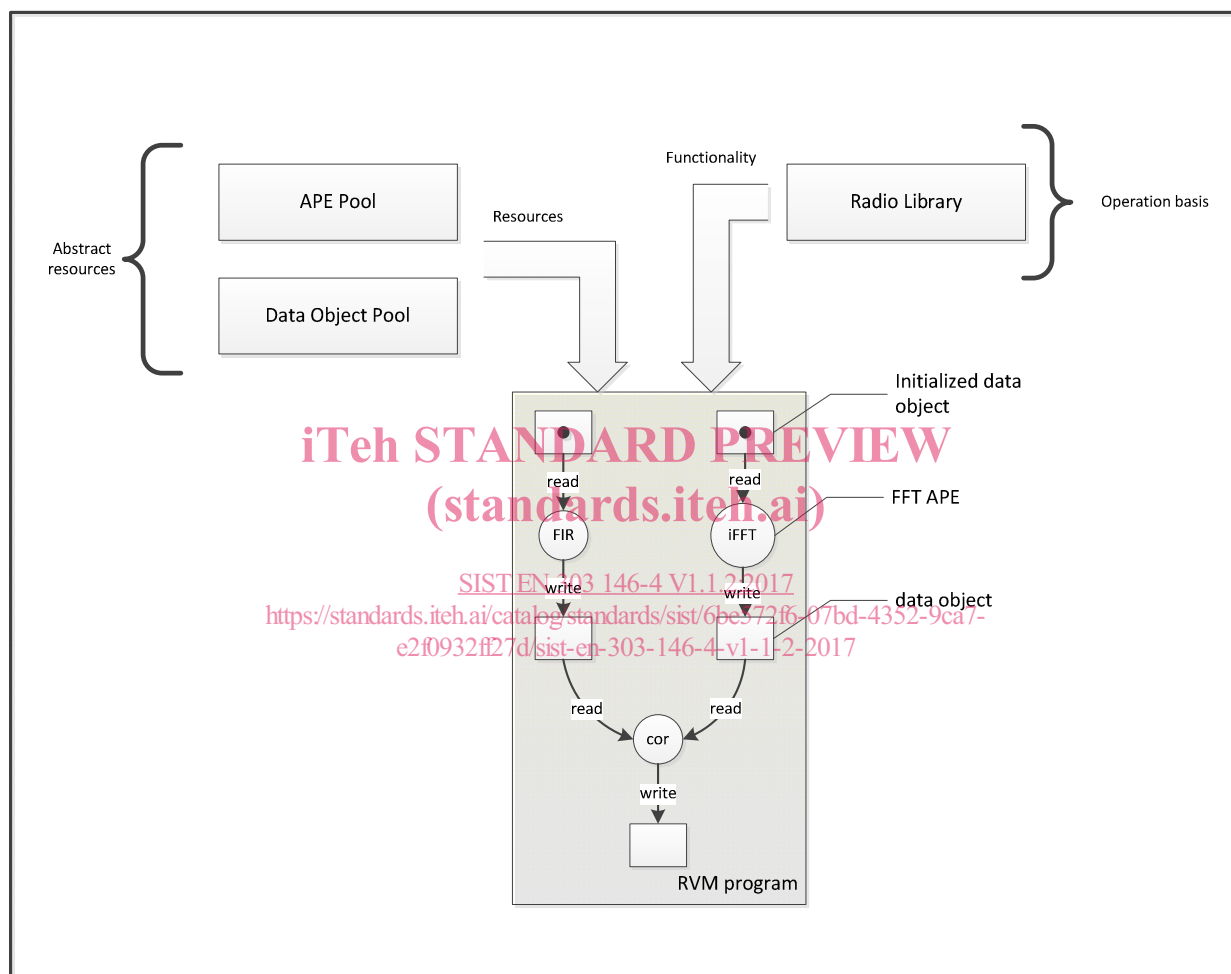 Functionality
APE Pool
Radio Library
Resources
Operation basis
Abstract
resources
Data Object Pool
Initialized data
object
iTeh STANDARD PREVIEW
(standards.iteh.ai)
read
read
FFT APE
FIR
iFFT
SIST EN 303 146-4 V1.1.2:2017
write
write
data object
https://standards.iteh.ai/catalog/standards/sist/6be372f6-07bd-4352-9ca7-
e2f0932ff27d/sist-en-303-146-4-v1-1-2-2017
read
read
cor
write
RVM program